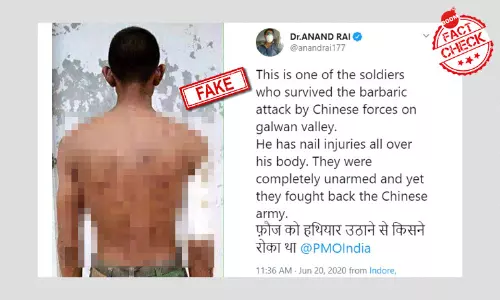 BOOM
FACT
CHECK
FAKE
Dr.ANAND RAI
@anandrai177
This is one of the soldiers
who survived the barbaric
attack by Chinese forces on
galwan valley.
He has nail injuries all over
his body. They were
completely unarmed and yet
they fought back the Chinese
army.
फ़ौज को हथियार उठाने से किसने
रोका था @PMOIndia
11:36 AM - Jun 20, 2020 from Indore,